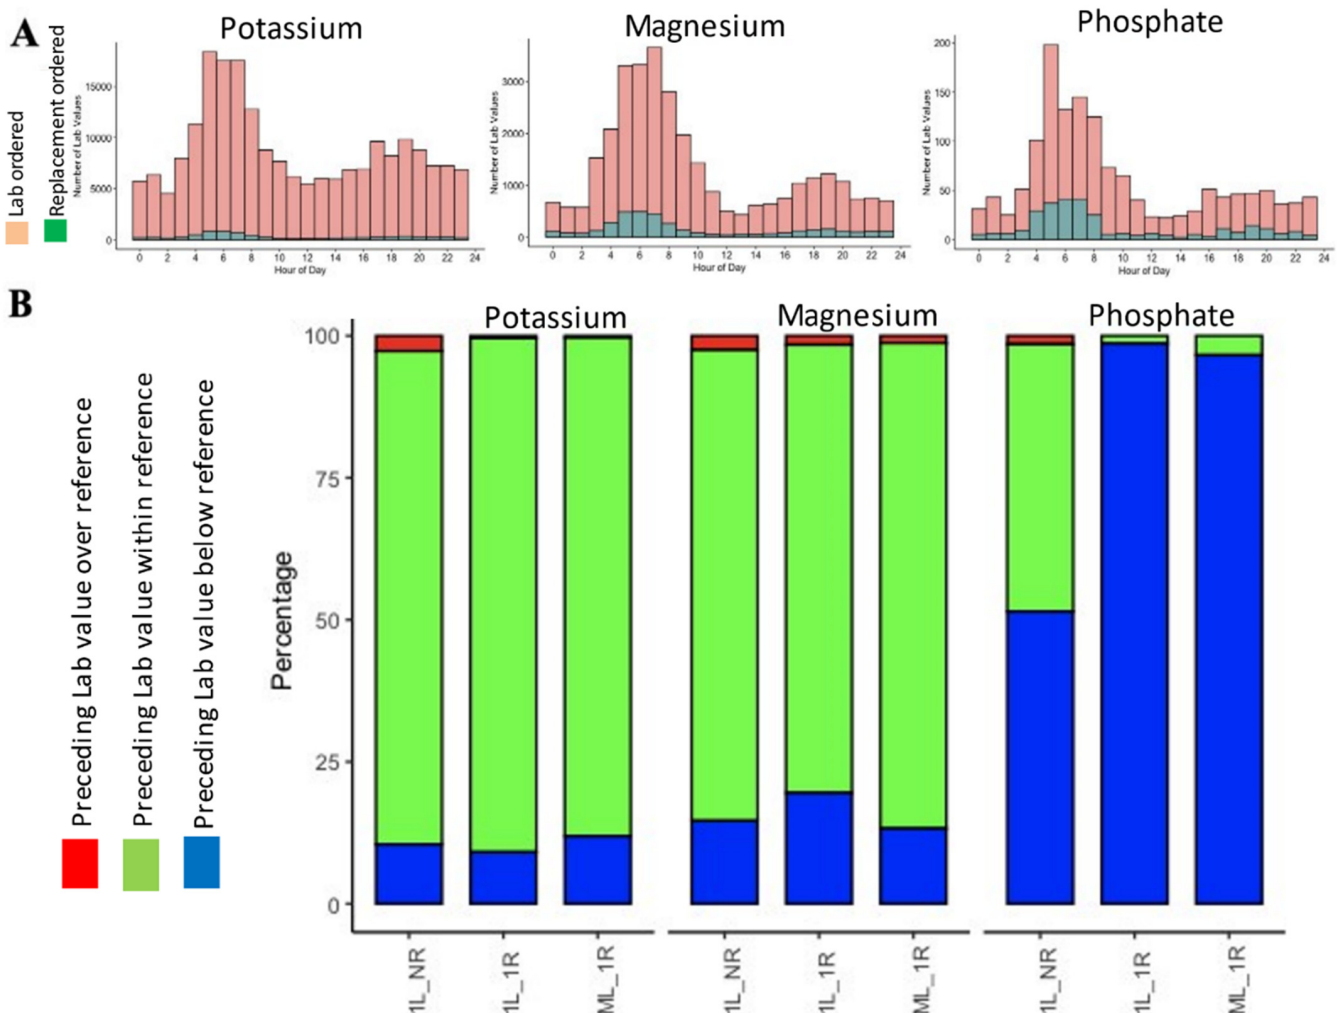 A
Potassium
Magnesium
Phosphate
Lab ordered
Replacement ordered
Number of Lab Values
15000
10000
5000
0
0 2 4 6 8 10 12 14 16 18 20 22 24
Hour of Day
Number of Lab Values
3000
2000
1000
0
0 2 4 6 8 10 12 14 16 18 20 22 24
Hour of Day
Number of Lab Values
200
150
100
50
0
0 2 4 6 8 10 12 14 16 18 20 22 24
Hour of Day
B
Preceding Lab value over reference
Preceding Lab value within reference
Preceding Lab value below reference
Potassium
Magnesium
Phosphate
Percentage
100
75
50
25
0
1L_NR
1L_1R
ML_1R
1L_NR
1L_1R
ML_1R
1L_NR
1L_1R
ML_1R